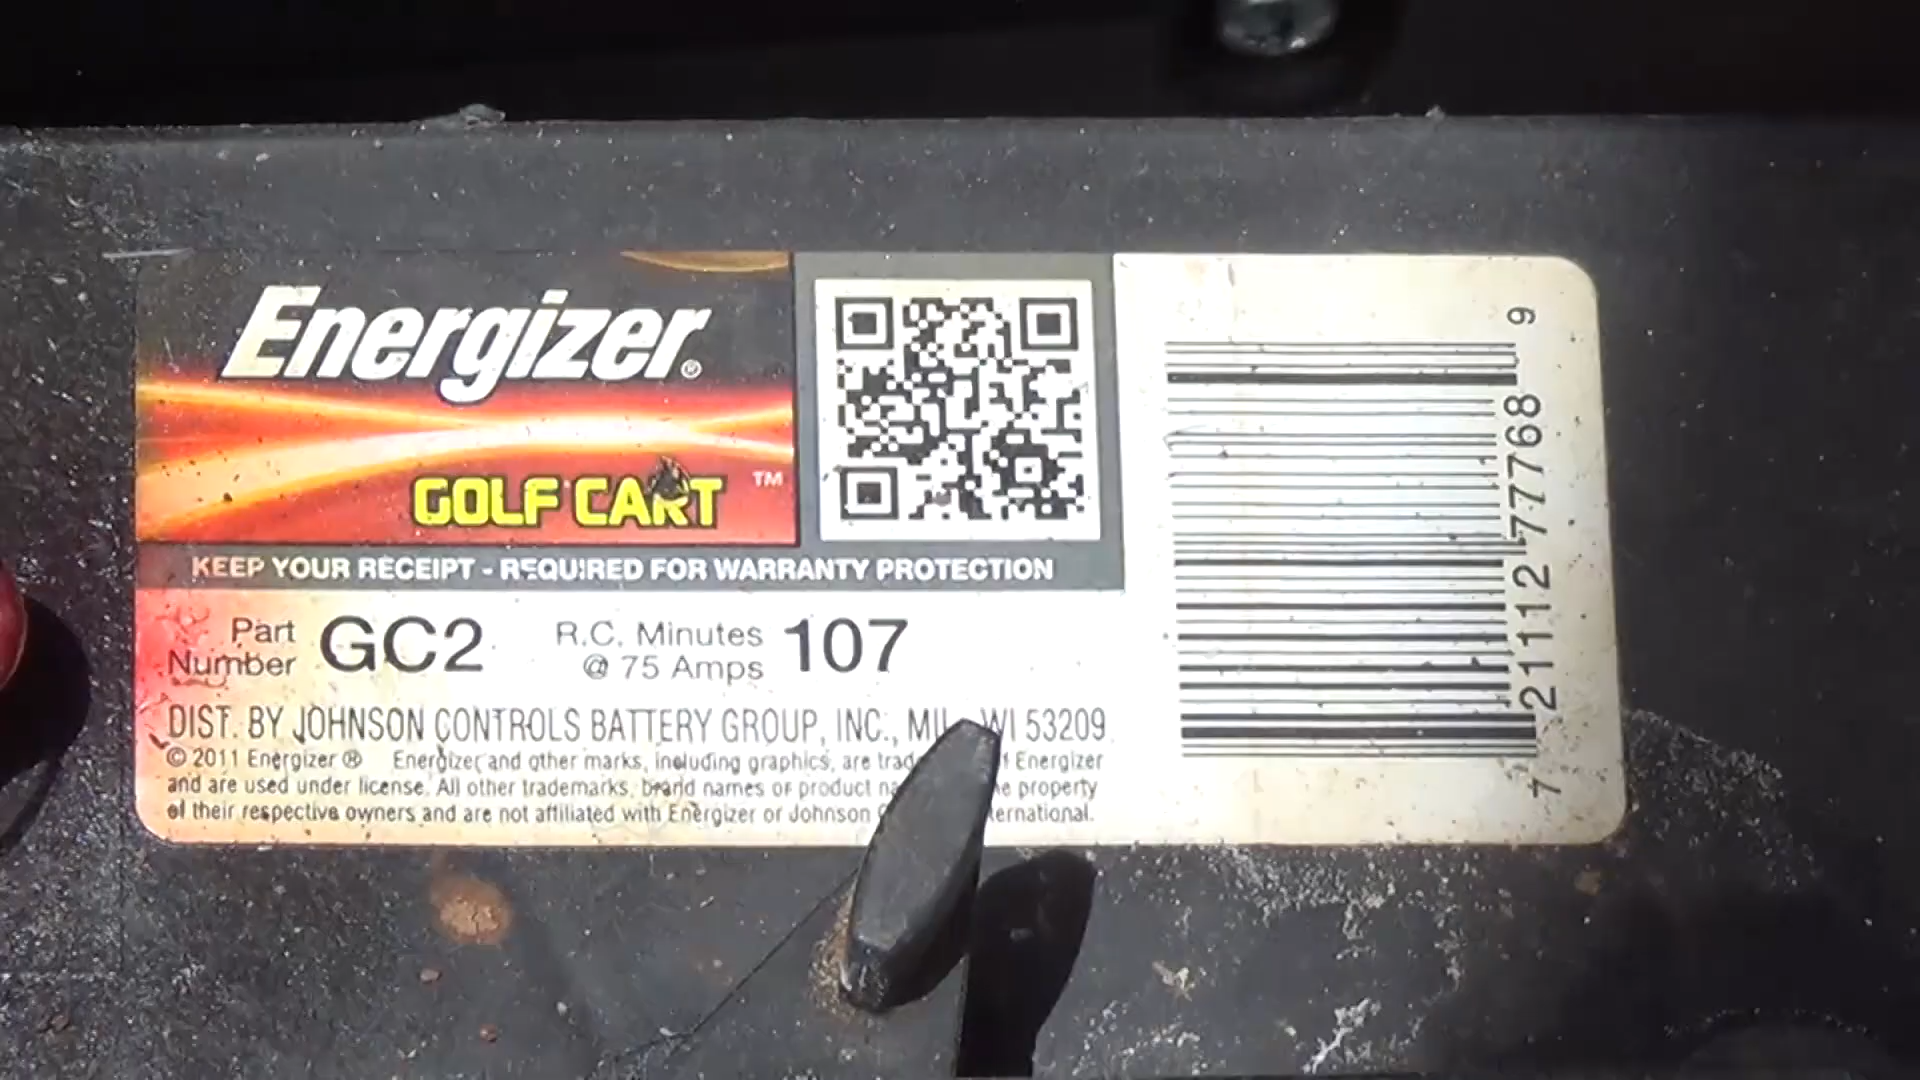 Energizer®
GOLF CART ™
KEEP YOUR RECEIPT - REQUIRED FOR WARRANTY PROTECTION
Part Number GC2 R.C. Minutes @ 75 Amps 107
DIST. BY JOHNSON CONTROLS BATTERY GROUP, INC., WI 53209
© 2011 Energizer ® Energizer and other marks, including graphics, are Energizer
and are used under license. All other trademarks, brand names or product property
of their respective owners and are not affiliated with Energizer or Johnson
7 21112 77768 9